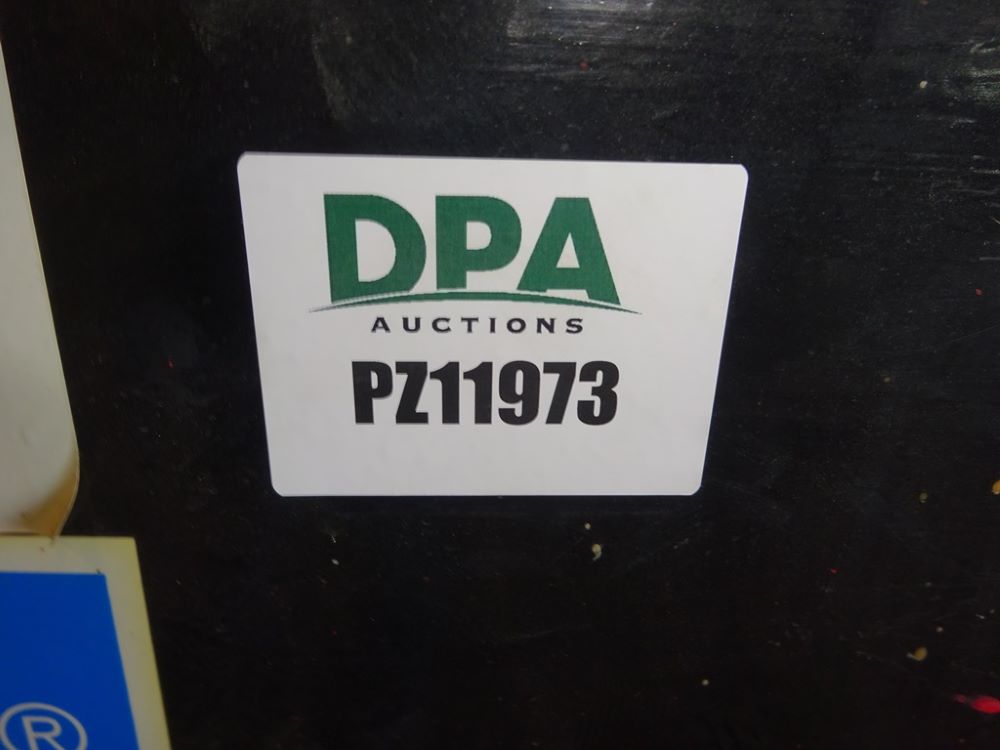 DPA
AUCTIONS
PZ11973
®